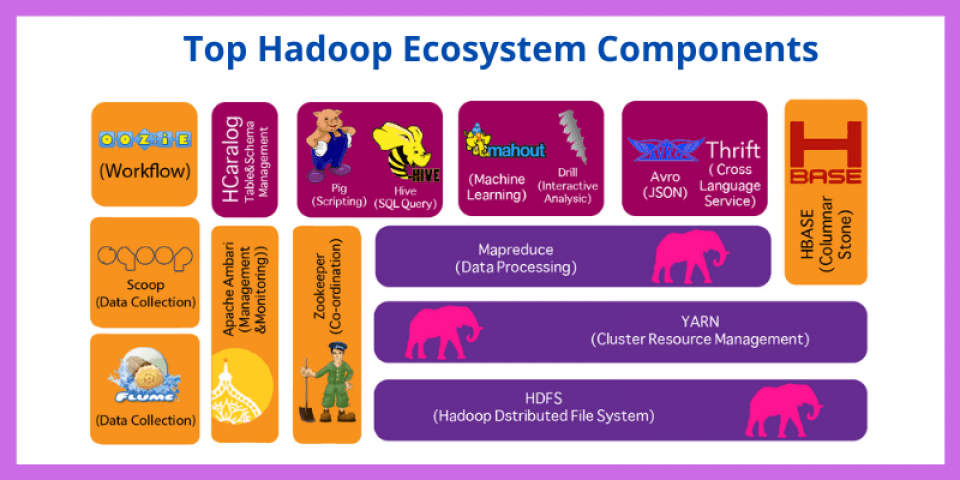 Top Hadoop Ecosystem Components
OOZIE
(Workflow)
HCaralog
Table&Schema
Management
Pig
(Scripting)
HIVE
Hive
(SQL Query)
mahout
(Machine
Learning)
Drill
(Interactive
Analysis)
Avro
(JSON)
Thrift
(Cross
Language
Service)
H
BASE
HBASE
(Columnar
Stone)
sqoop
Scoop
(Data Collection)
FLUME
(Data Collection)
Apache Ambari
(Management
&Monitoring))
Zookeeper
(Co-ordination)
Mapreduce
(Data Processing)
YARN
(Cluster Resource Management)
HDFS
(Hadoop Dstributed File System)